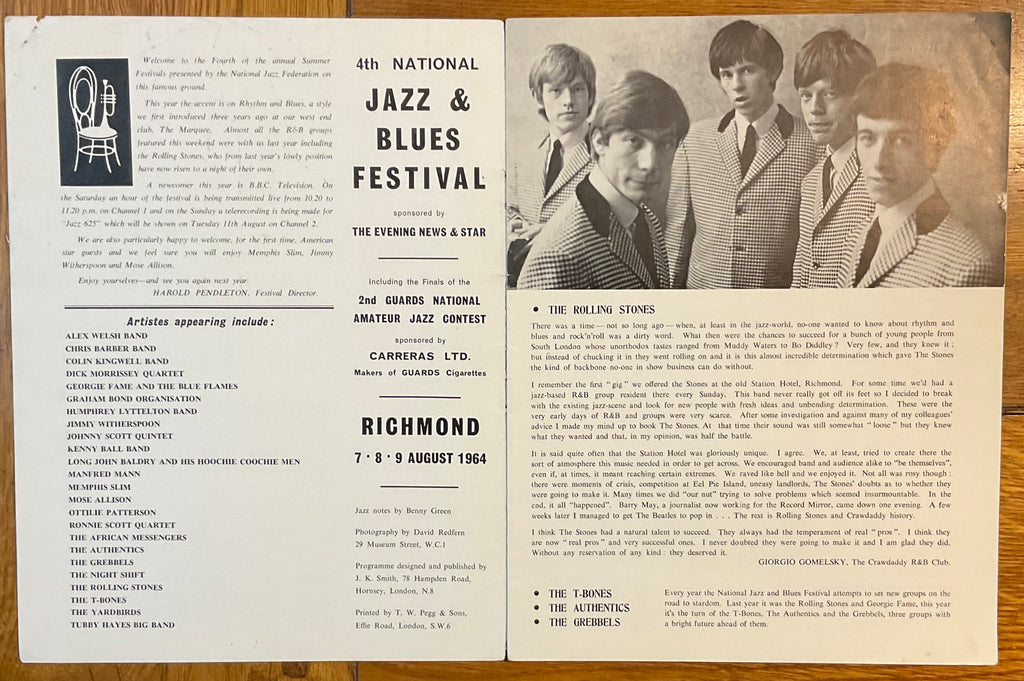 Welcome to the Fourth of the annual Summer
Festivals presented by the National Jazz Federation on
this famous ground.
This year the accent is on Rhythm and Blues, a style
we first introduced three years ago at our west end
club, The Marquee. Almost all the R&B groups
featured this weekend were with us last year including
the Rolling Stones, who from last year's lowly position
have now risen to a night of their own.
A newcomer this year is B.B.C. Television. On
the Saturday an hour of the festival is being transmitted live from 10.20 to
11.20 p.m. on Channel 1 and on the Sunday a telerecording is being made for
"Jazz 625" which will be shown on Tuesday 11th August on Channel 2.
We are also particularly happy to welcome, for the first time, American
star guests and we feel sure you will enjoy Memphis Slim, Jimmy
Witherspoon and Mose Allison.
Enjoy yourselves—and see you again next year.
HAROLD PENDLETON, Festival Director.
Artistes appearing include :
ALEX WELSH BAND
CHRIS BARBER BAND
COLIN KINGWELL BAND
DICK MORRISSEY QUARTET
GEORGIE FAME AND THE BLUE FLAMES
GRAHAM BOND ORGANISATION
HUMPHREY LYTTELTON BAND
JIMMY WITHERSPOON
JOHNNY SCOTT QUINTET
KENNY BALL BAND
LONG JOHN BALDRY AND HIS HOOCHIE COOCHIE MEN
MANFRED MANN
MEMPHIS SLIM
MOSE ALLISON
OTTILIE PATTERSON
RONNIE SCOTT QUARTET
THE AFRICAN MESSENGERS
THE AUTHENTICS
THE GREBBELS
THE NIGHT SHIFT
THE ROLLING STONES
THE T-BONES
THE YARDBIRDS
TUBBY HAYES BIG BAND
4th NATIONAL
JAZZ &
BLUES
FESTIVAL
sponsored by
THE EVENING NEWS & STAR
Including the Finals of the
2nd GUARDS NATIONAL
AMATEUR JAZZ CONTEST
sponsored by
CARRERAS LTD.
Makers of GUARDS Cigarettes
RICHMOND
7 · 8 · 9 AUGUST 1964
Jazz notes by Benny Green
Photography by David Redfern
29 Museum Street, W.C.1
Programme designed and published by
J. K. Smith, 78 Hampden Road,
Hornsey, London, N.8
Printed by T. W. Pegg & Sons,
Effie Road, London, S.W.6
• THE ROLLING STONES
There was a time — not so long ago — when, at least in the jazz-world, no-one wanted to know about rhythm and
blues and rock'n'roll was a dirty word. What then were the chances to succeed for a bunch of young people from
South London whose unorthodox tastes ranged from Muddy Waters to Bo Diddley? Very few, and they knew it ;
but instead of chucking it in they went rolling on and it is this almost incredible determination which gave The Stones
the kind of backbone no-one in show business can do without.
I remember the first "gig" we offered the Stones at the old Station Hotel, Richmond. For some time we'd had a
jazz-based R&B group resident there every Sunday. This band never really got off its feet so I decided to break
with the existing jazz-scene and look for new people with fresh ideas and unbending determination. These were the
very early days of R&B and groups were very scarce. After some investigation and against many of my colleagues'
advice I made my mind up to book The Stones. At that time their sound was still somewhat "loose" but they knew
what they wanted and that, in my opinion, was half the battle.
It is said quite often that the Station Hotel was gloriously unique. I agree. We, at least, tried to create there the
sort of atmosphere this music needed in order to get across. We encouraged band and audience alike to "be themselves",
even if, at times, it meant reaching certain extremes. We raved like hell and we enjoyed it. Not all was rosy though :
there were moments of crisis, competition at Eel Pie Island, uneasy landlords, The Stones' doubts as to whether they
were going to make it. Many times we did "our nut" trying to solve problems which seemed insurmountable. In the
end, it all "happened". Barry May, a journalist now working for the Record Mirror, came down one evening. A few
weeks later I managed to get The Beatles to pop in . . . The rest is Rolling Stones and Crawdaddy history.
I think The Stones had a natural talent to succeed. They always had the temperament of real "pros". I think they
are now "real pros" and very successful ones. I never doubted they were going to make it and I am glad they did.
Without any reservation of any kind : they deserved it.
GIORGIO GOMELSKY, The Crawdaddy R&B Club.
• THE T-BONES
• THE AUTHENTICS
• THE GREBBELS
Every year the National Jazz and Blues Festival attempts to set new groups on the
road to stardom. Last year it was the Rolling Stones and Georgie Fame, this year
it's the turn of the T-Bones, The Authentics and the Grebbels, three groups with
a bright future ahead of them.